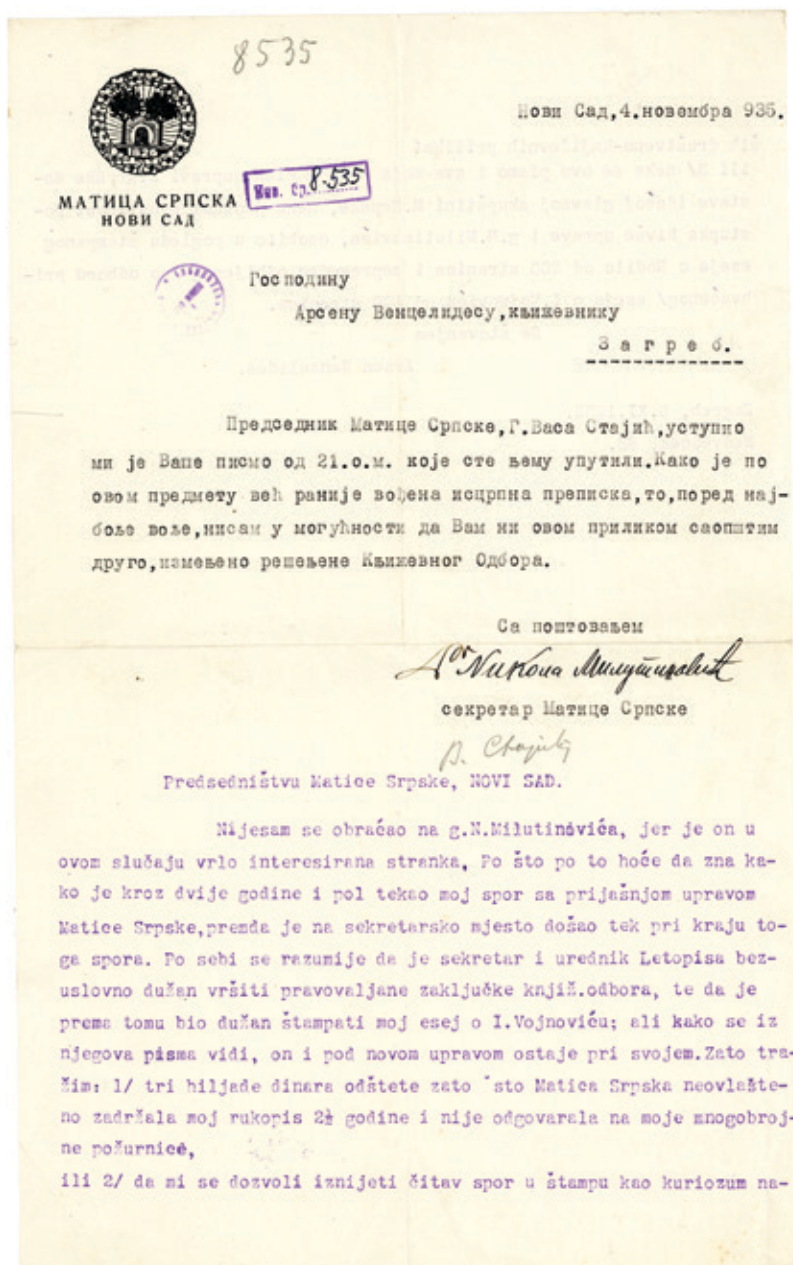 8535
Нови Сад, 4. новембра 935.
МАТИЦА СРПСКА
НОВИ САД
Инв. Ср. 8.535
Господину
Арсену Венцелидесу, књижевнику
З а г р е б.
Председник Матице Српске, Г. Васа Стајић, уступио
ми је Ваше писмо од 21.о.м. које сте њему упутили. Како је по
овом предмету већ раније вођена исцрпна преписка, то, поред нај-
боље воље, нисам у могућности да Вам ни овом приликом саопштим
друго, измењено решењене Књижевног Одбора.
Са поштовањем
Dr Никола Милутиновић
секретар Матице Српске
В. Стајић
Predsedništvu Matice Srpske, NOVI SAD.
Nijesam se obraćao na g.N.Milutinovića, jer je on u
ovom slučaju vrlo interesirana stranka. Po što po to hoće da zna ka-
ko je kroz dvije godine i pol tekao moj spor sa prijašnjom upravom
Matice Srpske, premda je na sekretarsko mjesto došao tek pri kraju to-
ga spora. Po sebi se razumije da je sekretar i urednik Letopisa bez-
uslovno dužan vršiti pravovaljane zaključke knjiž.odbora, te da je
prema tomu bio dužan štampati moj esej o I.Vojnoviću; ali kako se iz
njegova pisma vidi, on i pod novom upravom ostaje pri svojem. Zato tra-
žim: 1/ tri hiljade dinara odštete zato ˇsto Matica Srpska neovlašte-
no zadržala moj rukopis 2½ godine i nije odgovarala na moje mnogobroj-
ne požurnice,
ili 2/ da mi se dozvoli iznijeti čitav spor u štampu kao kuriozum na-